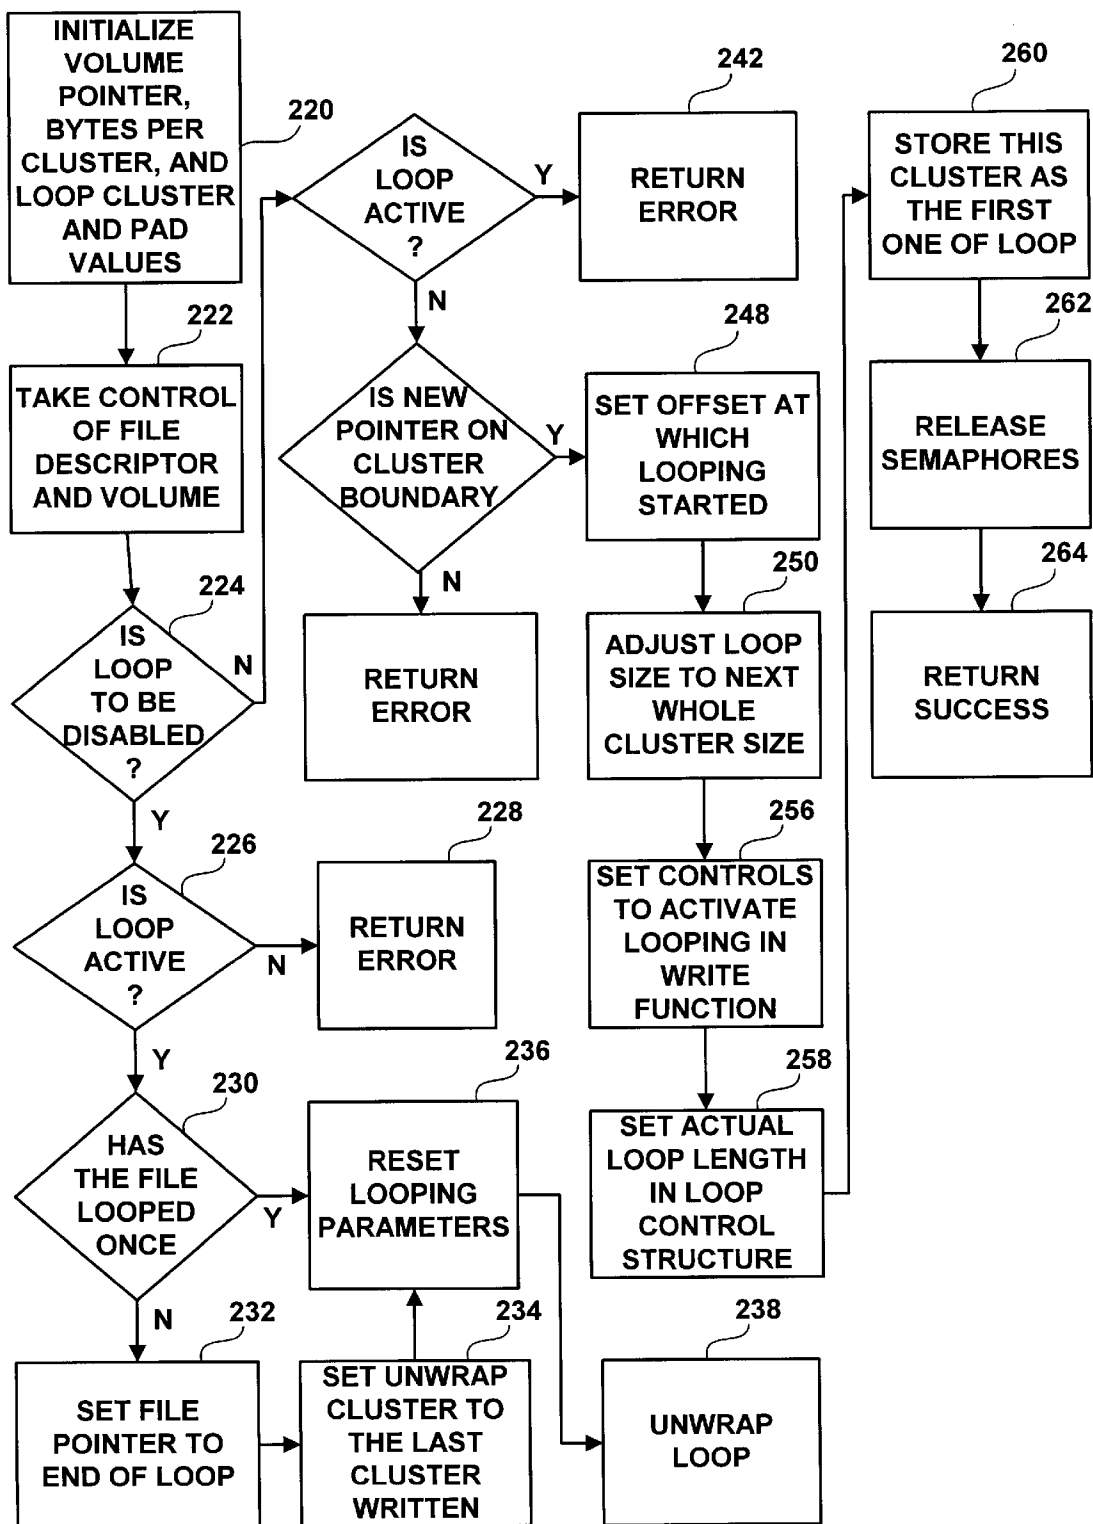 INITIALIZE
VOLUME
POINTER,
BYTES PER
CLUSTER, AND
LOOP CLUSTER
AND PAD
VALUES
220
222
TAKE CONTROL
OF FILE
DESCRIPTOR
AND VOLUME
224
IS
LOOP
TO BE
DISABLED
?
N
Y
226
IS
LOOP
ACTIVE
?
N
Y
228
RETURN
ERROR
230
HAS
THE FILE
LOOPED
ONCE
Y
N
232
SET FILE
POINTER TO
END OF LOOP
234
SET UNWRAP
CLUSTER TO
THE LAST
CLUSTER
WRITTEN
236
RESET
LOOPING
PARAMETERS
238
UNWRAP
LOOP
IS
LOOP
ACTIVE
?
Y
N
242
RETURN
ERROR
IS NEW
POINTER ON
CLUSTER
BOUNDARY
Y
N
RETURN
ERROR
248
SET OFFSET AT
WHICH
LOOPING
STARTED
250
ADJUST LOOP
SIZE TO NEXT
WHOLE
CLUSTER SIZE
256
SET CONTROLS
TO ACTIVATE
LOOPING IN
WRITE
FUNCTION
258
SET ACTUAL
LOOP LENGTH
IN LOOP
CONTROL
STRUCTURE
260
STORE THIS
CLUSTER AS
THE FIRST
ONE OF LOOP
262
RELEASE
SEMAPHORES
264
RETURN
SUCCESS